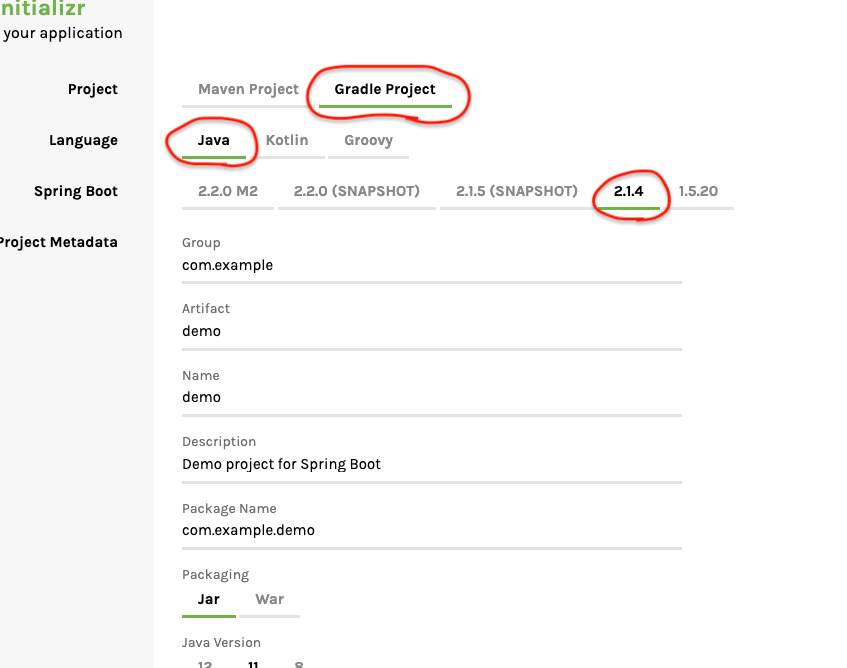 nitializr
your application
Project Maven Project Gradle Project
Language Java Kotlin Groovy
Spring Boot 2.2.0 M2 2.2.0 (SNAPSHOT) 2.1.5 (SNAPSHOT) 2.1.4 1.5.20
Project Metadata
Group
com.example
Artifact
demo
Name
demo
Description
Demo project for Spring Boot
Package Name
com.example.demo
Packaging
Jar War
Java Version
12 11 8